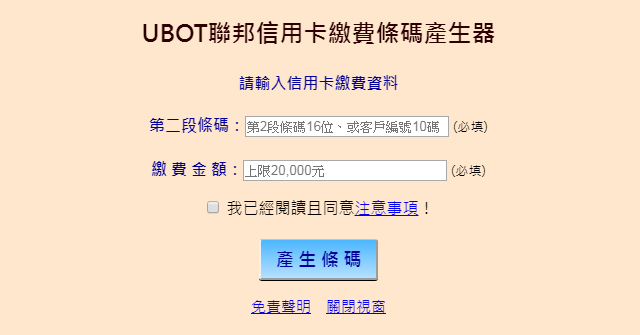 UBOT聯邦信用卡繳費條碼產生器
請輸入信用卡繳費資料
第二段條碼：第2段條碼16位、或客戶編號10碼 (必填)
繳 費 金 額：上限20,000元 (必填)
我已經閱讀且同意注意事項！
產 生 條 碼
免責聲明 關閉視窗